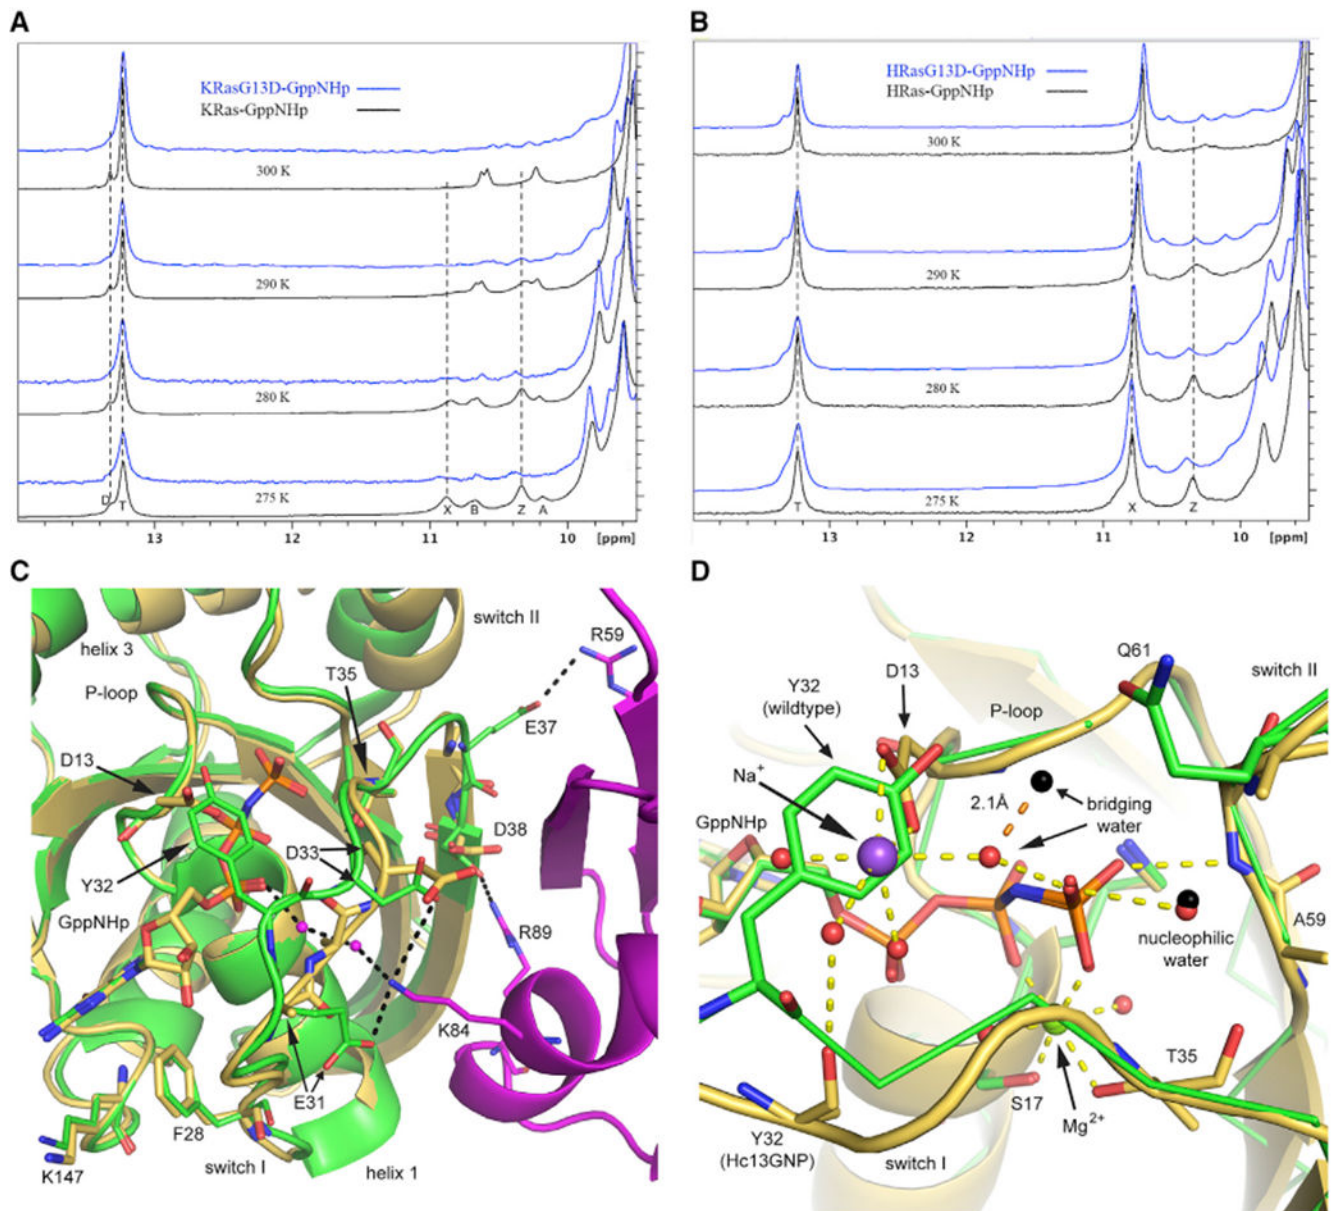 A
KRasG13D-GppNHp
KRas-GppNHp
300 K
290 K
280 K
275 K
D T X B Z A
13 12 11 10 [ppm]
B
HRasG13D-GppNHp
HRas-GppNHp
300 K
290 K
280 K
275 K
T X Z
13 12 11 10 [ppm]
C
switch II
helix 3
R59
T35
P-loop
E37
D13
D38
D33
Y32
GppNHp
R89
K84
E31
F28
switch I
K147
helix 1
D
Q61
D13
switch II
Y32
(wildtype)
P-loop
Na+
2.1Å
bridging
water
GppNHp
A59
nucleophilic
water
T35
S17
Mg2+
Y32
(Hc13GNP)
switch I